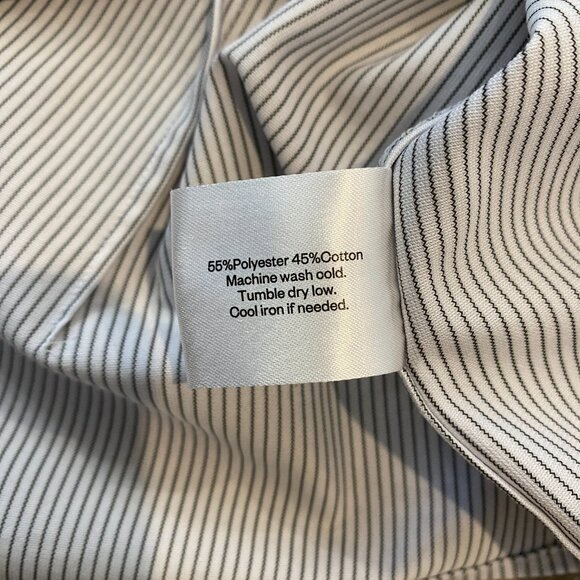 55%Polyester 45%Cotton
Machine wash cold.
Tumble dry low.
Cool iron if needed.